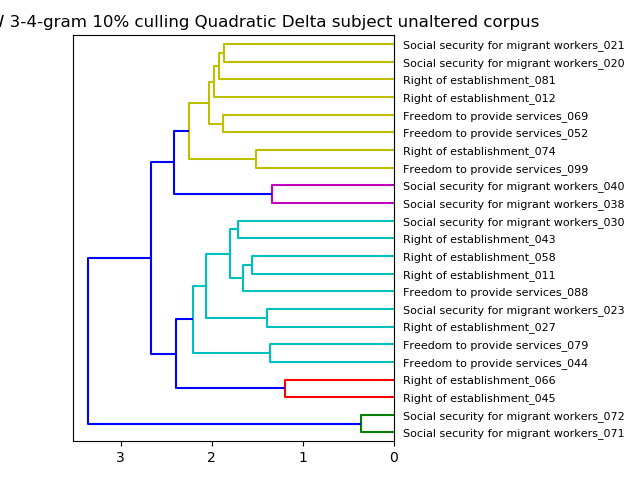 3-4-gram 10% culling Quadratic Delta subject unaltered corpus
Social security for migrant workers_021
Social security for migrant workers_020
Right of establishment_081
Right of establishment_012
Freedom to provide services_069
Freedom to provide services_052
Right of establishment_074
Freedom to provide services_099
Social security for migrant workers_040
Social security for migrant workers_038
Social security for migrant workers_030
Right of establishment_043
Right of establishment_058
Right of establishment_011
Freedom to provide services_088
Social security for migrant workers_023
Right of establishment_027
Freedom to provide services_079
Freedom to provide services_044
Right of establishment_066
Right of establishment_045
Social security for migrant workers_072
Social security for migrant workers_071
3 2 1 0